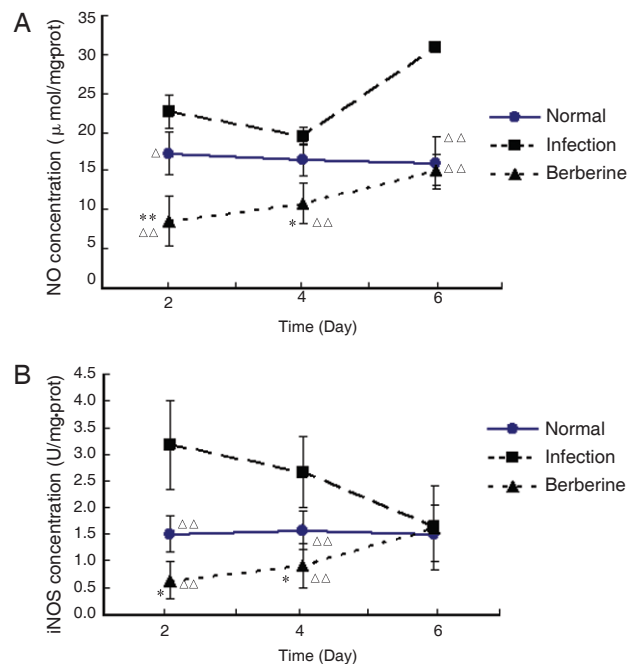 A
NO concentration (μ mol/mg·prot)
35
30
25
20
15
10
5
0
△
**
△△
* △△
△△
△△
2 4 6
Time (Day)
Normal
Infection
Berberine
B
iNOS concentration (U/mg·prot)
4.5
4.0
3.5
3.0
2.5
2.0
1.5
1.0
0.5
0.0
△△
△△
* △△
* △△
2 4 6
Time (Day)
Normal
Infection
Berberine